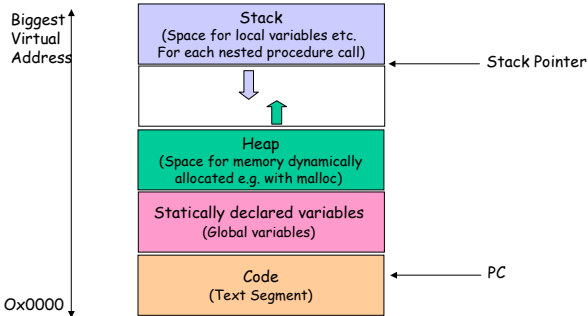 Biggest
Virtual
Address
Stack
(Space for local variables etc.
For each nested procedure call)
Stack Pointer
Heap
(Space for memory dynamically
allocated e.g. with malloc)
Statically declared variables
(Global variables)
Code
(Text Segment)
PC
Ox0000